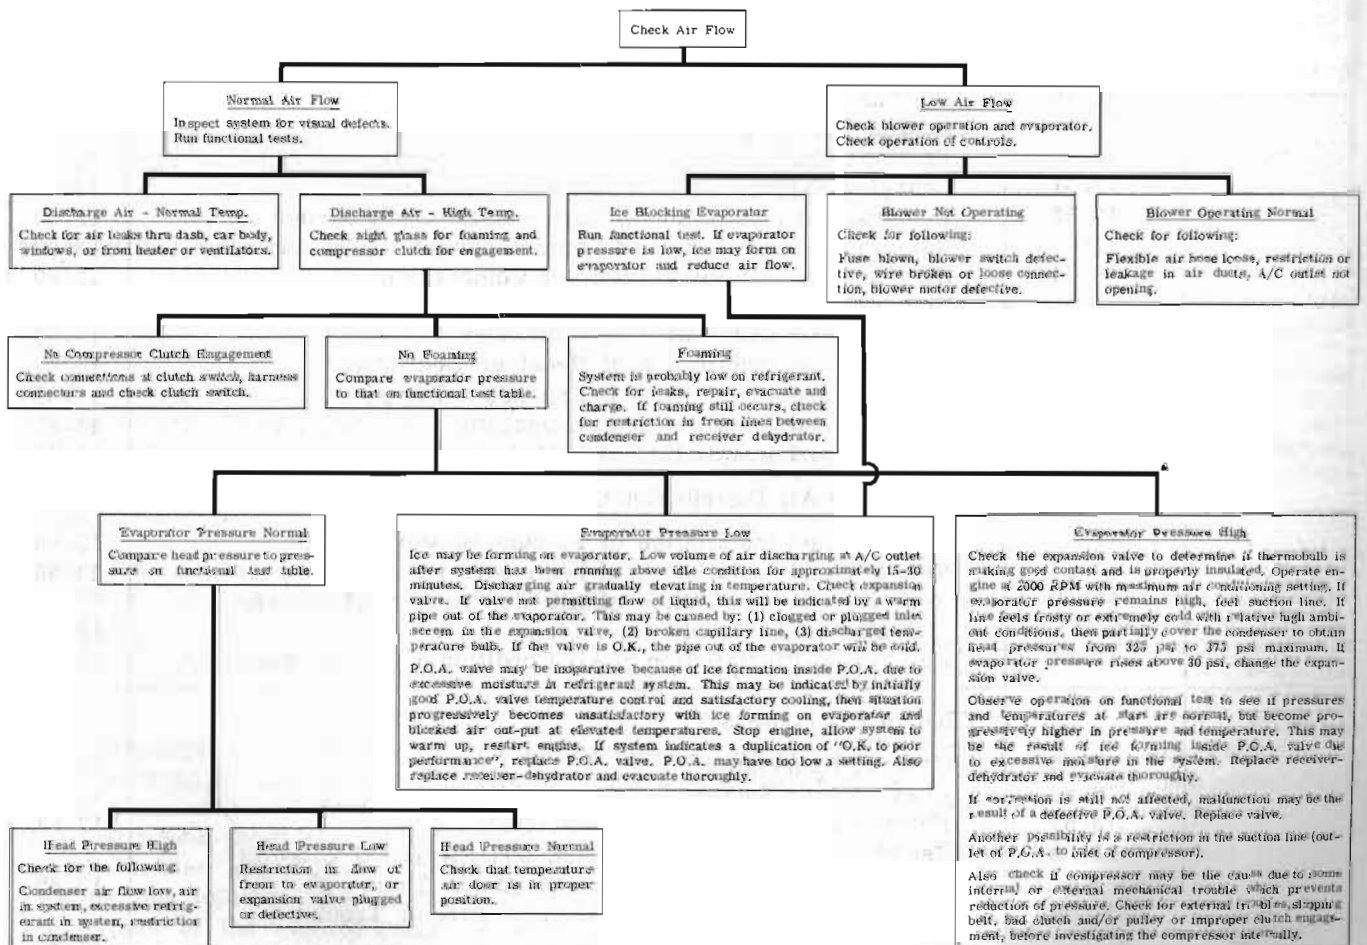 Check Air Flow
Normal Air Flow
Inspect system for visual defects.
Run functional tests.
Low Air Flow
Check blower operation and evaporator.
Check operation of controls.
Discharge Air - Normal Temp.
Check for air leaks thru dash, car body,
windows, or from heater or ventilators.
Discharge Air - High Temp.
Check sight glass for foaming and
compressor clutch for engagement.
Ice Blocking Evaporator
Run functional test. If evaporator
pressure is low, ice may form on
evaporator and reduce air flow.
Blower Not Operating
Check for following:
Fuse blown, blower switch defec-
tive, wire broken or loose connec-
tion, blower motor defective.
Blower Operating Normal
Check for following:
Flexible air hose loose, restriction or
leakage in air ducts, A/C outlet not
opening.
No Compressor Clutch Engagement
Check connections at clutch switch, harness
connectors and check clutch switch.
No Foaming
Compare evaporator pressure
to that on functional test table.
Foaming
System is probably low on refrigerant.
Check for leaks, repair, evacuate and
charge. If foaming still occurs, check
for restriction in freon lines between
condenser and receiver dehydrator.
Evaporator Pressure Normal
Compare head pressure to pres-
sure on functional test table.
Evaporator Pressure Low
Ice may be forming on evaporator. Low volume of air discharging at A/C outlet
after system has been running above idle condition for approximately 15-30
minutes. Discharging air gradually elevating in temperature. Check expansion
valve. If valve not permitting flow of liquid, this will be indicated by a warm
pipe out of the evaporator. This may be caused by: (1) clogged or plugged inlet
screen in the expansion valve, (2) broken capillary line, (3) discharged tem-
perature bulb. If the valve is O.K., the pipe out of the evaporator will be cold.
P.O.A. valve may be inoperative because of ice formation inside P.O.A. due to
excessive moisture in refrigerant system. This may be indicated by initially
good P.O.A. valve temperature control and satisfactory cooling, then situation
progressively becomes unsatisfactory with ice forming on evaporator and
blocked air out-put at elevated temperatures. Stop engine, allow system to
warm up, restart engine. If system indicates a duplication of "O.K. to poor
performance", replace P.O.A. valve. P.O.A. may have too low a setting. Also
replace receiver-dehydrator and evacuate thoroughly.
Evaporator Pressure High
Check the expansion valve to determine if thermobulb is
making good contact and is properly insulated. Operate en-
gine at 2000 RPM with maximum air conditioning setting. If
evaporator pressure remains high, feel suction line. If
line feels frosty or extremely cold with relative high ambi-
ent conditions, then partially cover the condenser to obtain
head pressures from 325 psi to 375 psi maximum. If
evaporator pressure rises above 30 psi, change the expan-
sion valve.
Observe operation on functional test to see if pressures
and temperatures at start are normal, but become pro-
gressively higher in pressure and temperature. This may
be the result of ice forming inside P.O.A. valve due
to excessive moisture in the system. Replace receiver-
dehydrator and evacuate thoroughly.
If correction is still not affected, malfunction may be the
result of a defective P.O.A. valve. Replace valve.
Another possibility is a restriction in the suction line (out-
let of P.O.A. to inlet of compressor).
Also check if compressor may be the cause due to some
internal or external mechanical trouble which prevents
reduction of pressure. Check for external troubles, slipping
belt, bad clutch and/or pulley or improper clutch engage-
ment, before investigating the compressor internally.
Head Pressure High
Check for the following:
Condenser air flow low, air
in system, excessive refrig-
erant in system, restriction
in condenser.
Head Pressure Low
Restriction in flow of
freon to evaporator, or
expansion valve plugged
or defective.
Head Pressure Normal
Check that temperature
air door is in proper
position.